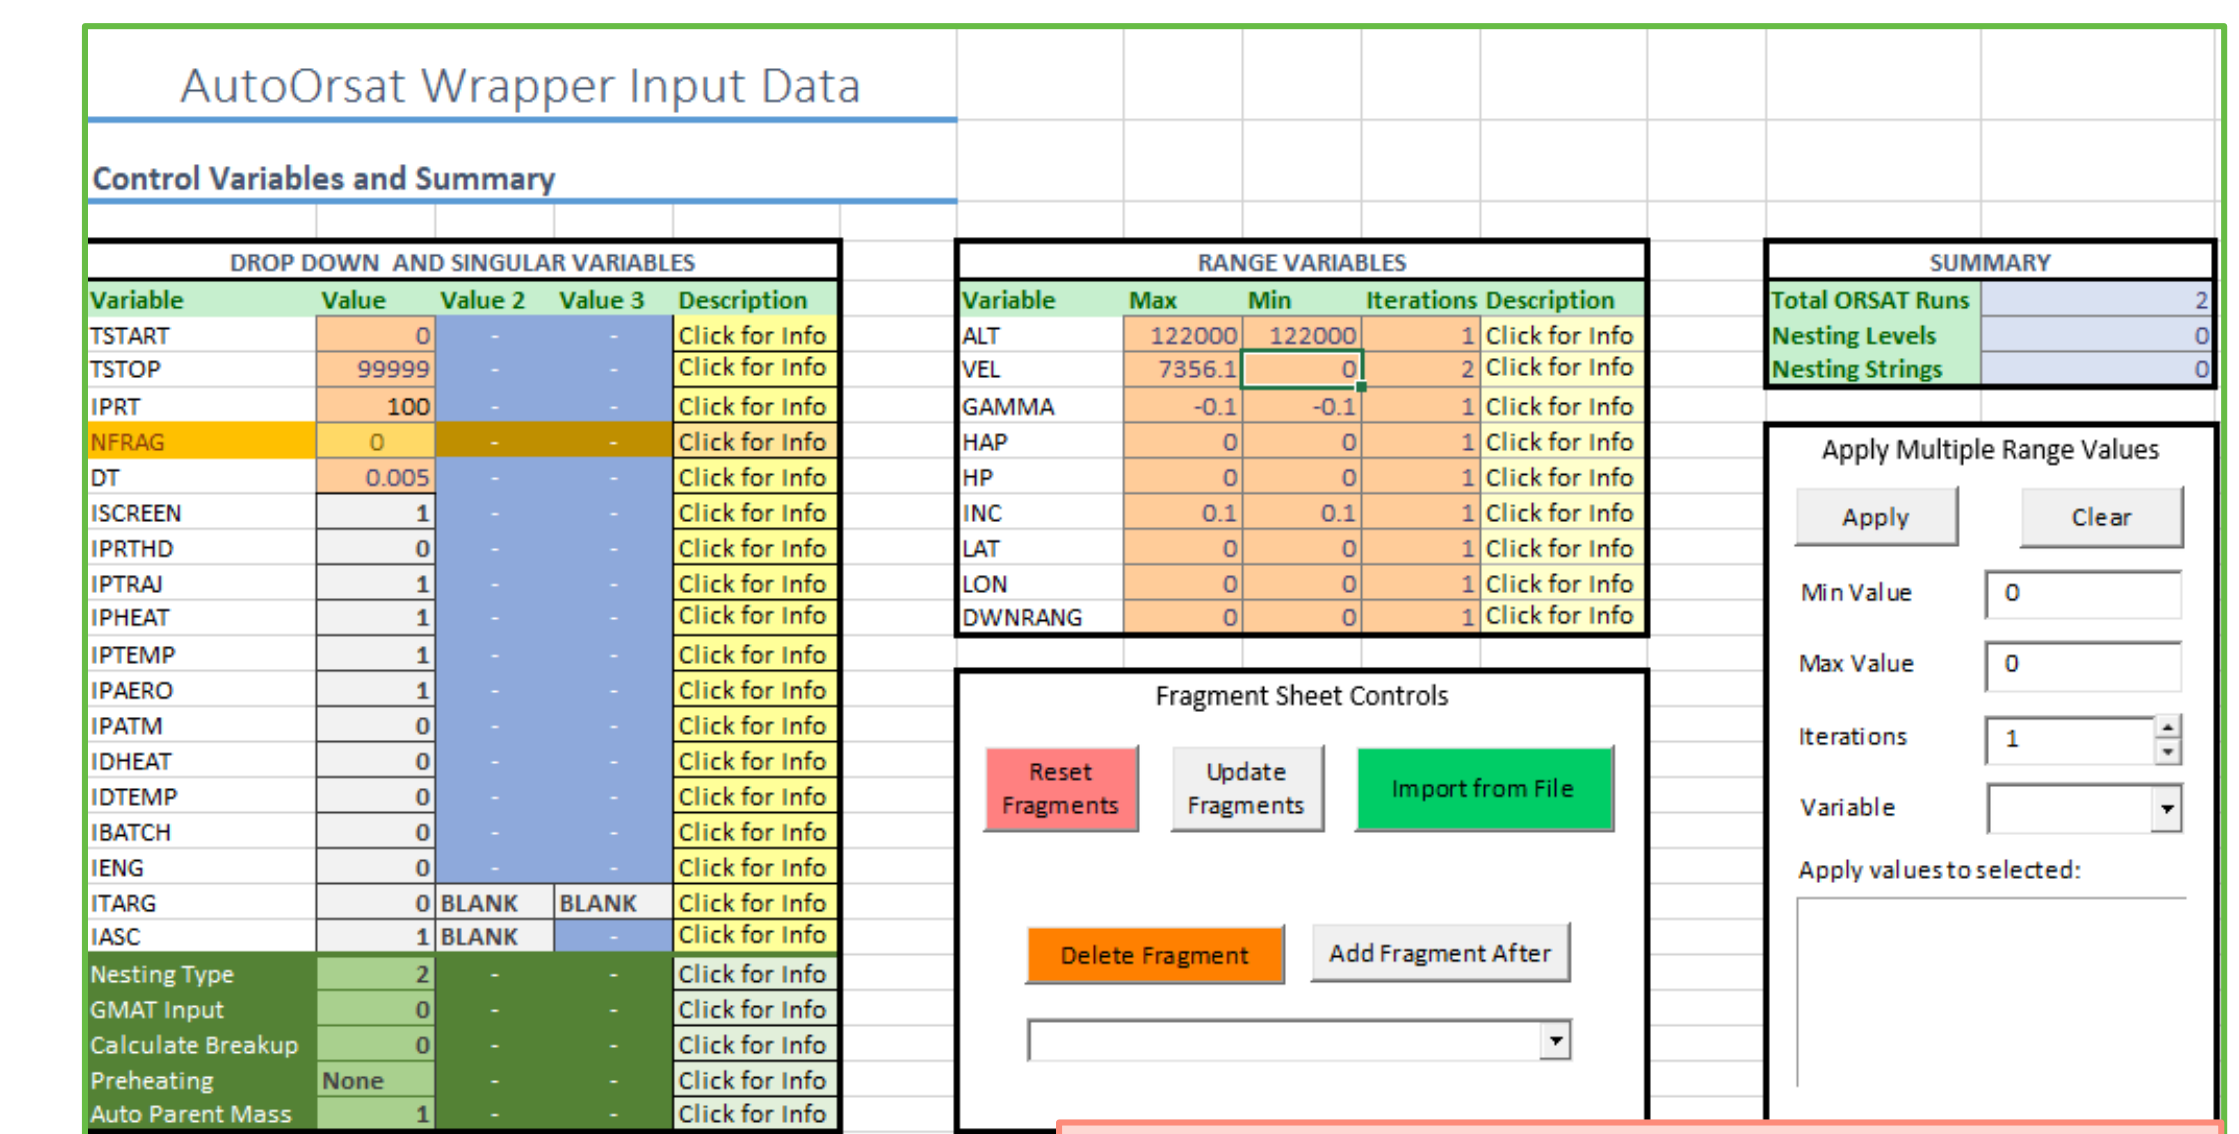 AutoOrsat Wrapper Input Data
Control Variables and Summary
DROP DOWN AND SINGULAR VARIABLES
Variable Value Value 2 Value 3 Description
TSTART 0 - - Click for Info
TSTOP 99999 - - Click for Info
IPRT 100 - - Click for Info
NFRAG 0 - - Click for Info
DT 0.005 - - Click for Info
ISCREEN 1 - - Click for Info
IPRTHD 0 - - Click for Info
IPTRAJ 1 - - Click for Info
IPHEAT 1 - - Click for Info
IPTEMP 1 - - Click for Info
IPAERO 1 - - Click for Info
IPATM 0 - - Click for Info
IDHEAT 0 - - Click for Info
IDTEMP 0 - - Click for Info
IBATCH 0 - - Click for Info
IENG 0 - - Click for Info
ITARG 0 BLANK BLANK Click for Info
IASC 1 BLANK - Click for Info
Nesting Type 2 - - Click for Info
GMAT Input 0 - - Click for Info
Calculate Breakup 0 - - Click for Info
Preheating None - - Click for Info
Auto Parent Mass 1 - - Click for Info
RANGE VARIABLES
Variable Max Min Iterations Description
ALT 122000 122000 1 Click for Info
VEL 7356.1 0 2 Click for Info
GAMMA -0.1 -0.1 1 Click for Info
HAP 0 0 1 Click for Info
HP 0 0 1 Click for Info
INC 0.1 0.1 1 Click for Info
LAT 0 0 1 Click for Info
LON 0 0 1 Click for Info
DWNRANG 0 0 1 Click for Info
Fragment Sheet Controls
Reset Fragments
Update Fragments
Import from File
Delete Fragment
Add Fragment After
SUMMARY
Total ORSAT Runs 2
Nesting Levels 0
Nesting Strings 0
Apply Multiple Range Values
Apply Clear
Min Value 0
Max Value 0
Iterations 1
Variable
Apply values to selected: